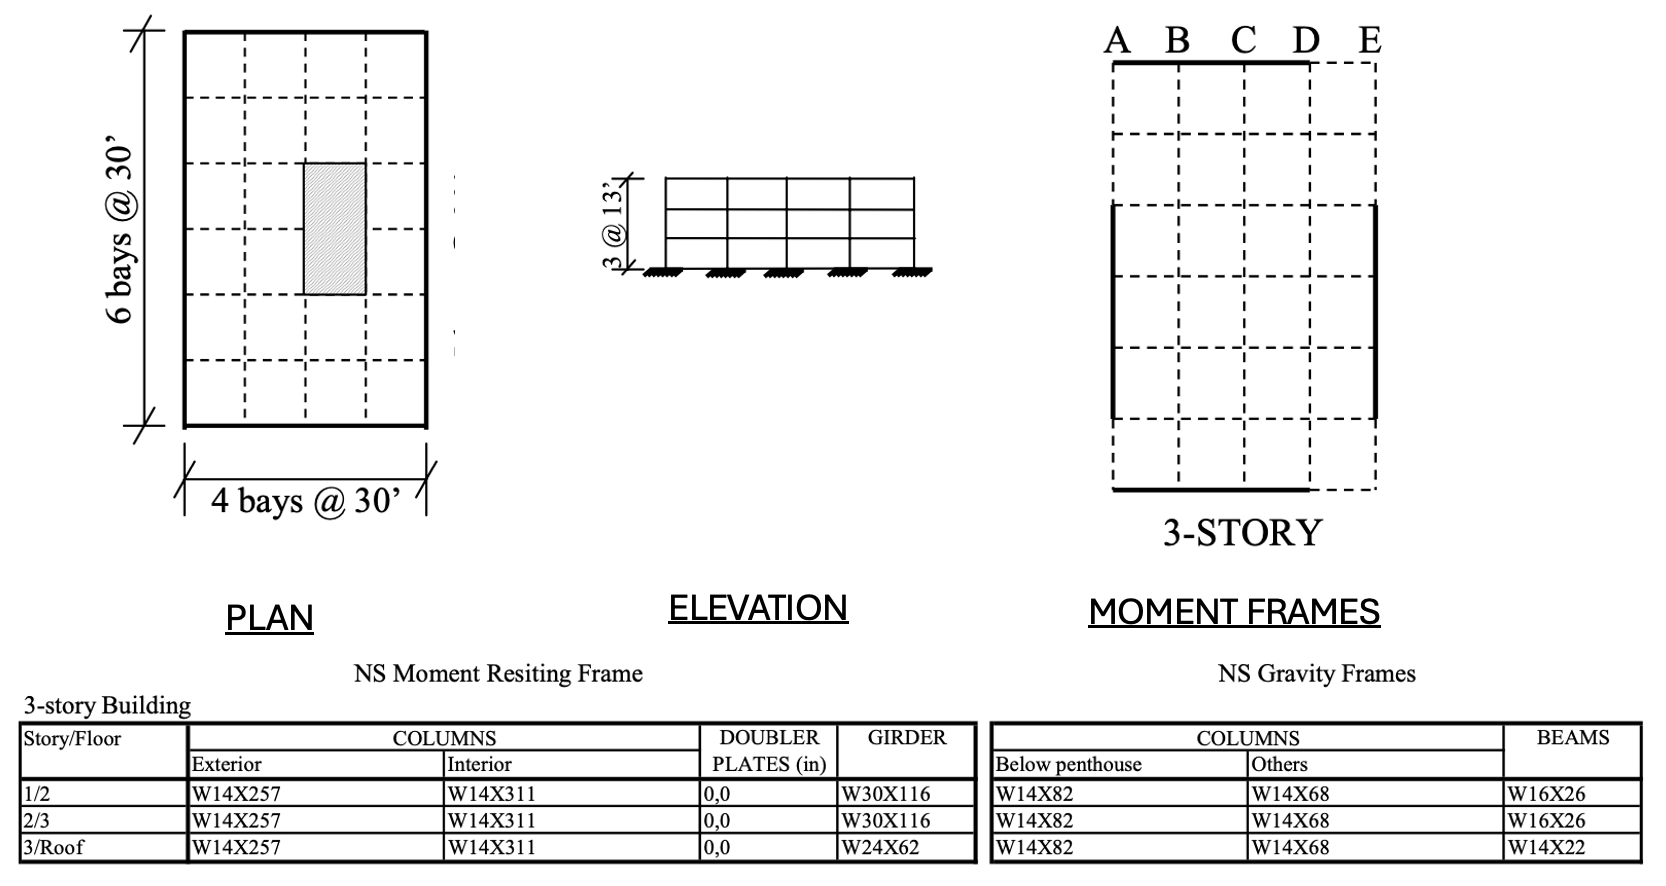 6 bays @ 30’
4 bays @ 30’
3 @ 13’
A B C D E
3-STORY
PLAN
ELEVATION
MOMENT FRAMES
NS Moment Resiting Frame
NS Gravity Frames
3-story Building
Story/Floor COLUMNS DOUBLER GIRDER COLUMNS BEAMS
Exterior Interior PLATES (in) Below penthouse Others
1/2 W14X257 W14X311 0,0 W30X116 W14X82 W14X68 W16X26
2/3 W14X257 W14X311 0,0 W30X116 W14X82 W14X68 W16X26
3/Roof W14X257 W14X311 0,0 W24X62 W14X82 W14X68 W14X22